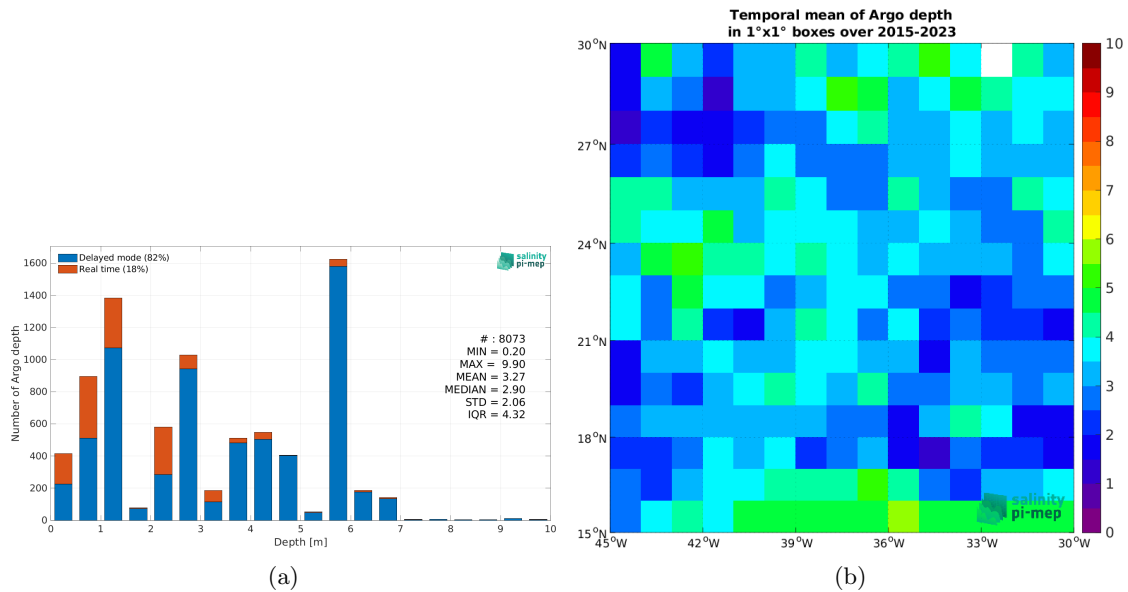 Temporal mean of Argo depth
in 1°x1° boxes over 2015-2023
Delayed mode (82%)
Real time (18%)
salinity
pi-mep
# : 8073
MIN = 0.20
MAX = 9.90
MEAN = 3.27
MEDIAN = 2.90
STD = 2.06
IQR = 4.32
Number of Argo depth
1600
1400
1200
1000
800
600
400
200
0
0 1 2 3 4 5 6 7 8 9 10
Depth [m]
(a)
30°N
27°N
24°N
21°N
18°N
15°N
45°W 42°W 39°W 36°W 33°W 30°W
salinity
pi-mep
10
9
8
7
6
5
4
3
2
1
0
(b)